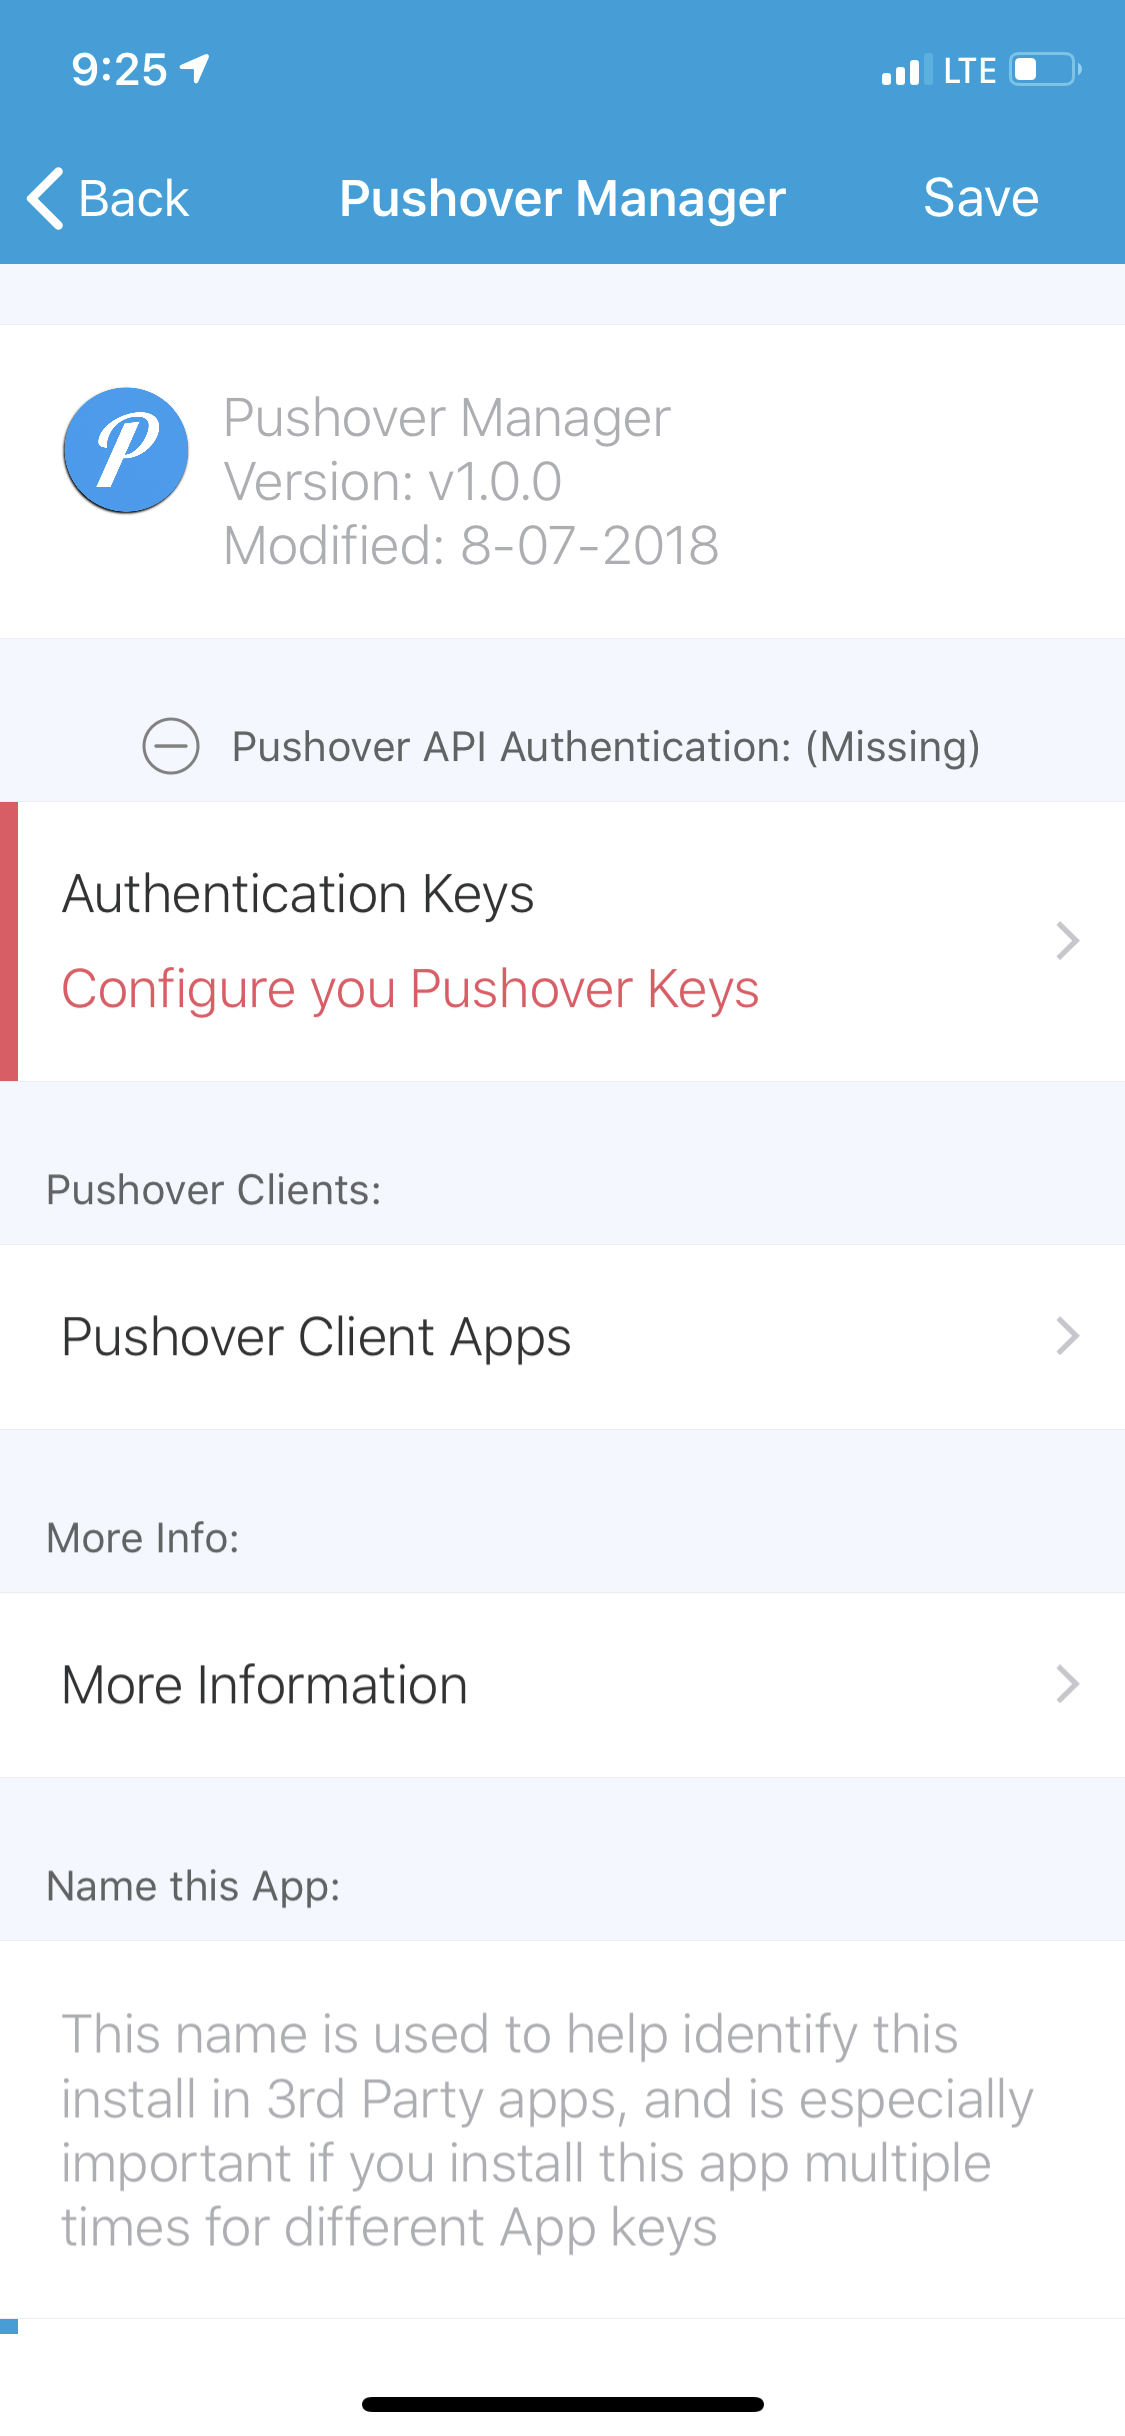 9:25
LTE
Back
Pushover Manager
Save
P
Pushover Manager
Version: v1.0.0
Modified: 8-07-2018
Pushover API Authentication: (Missing)
Authentication Keys
Configure you Pushover Keys
Pushover Clients:
Pushover Client Apps
More Info:
More Information
Name this App:
This name is used to help identify this
install in 3rd Party apps, and is especially
important if you install this app multiple
times for different App keys